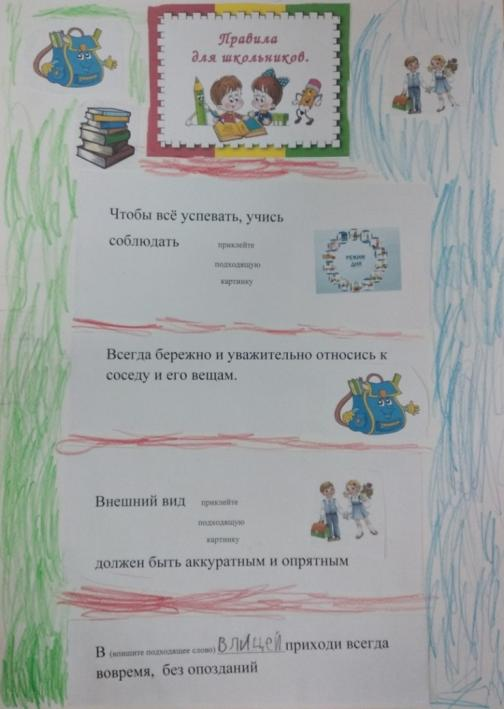 Правила
для школьников.
Чтобы всё успевать, учись
соблюдать приклейте
подходящую
картинку
РЕЖИМ
ДНЯ
Всегда бережно и уважительно относись к
соседу и его вещам.
Внешний вид приклейте
подходящую
картинку
должен быть аккуратным и опрятным
В (впишите подходящее слово) В ЛИЦЕЙ приходи всегда
вовремя, без опозданий